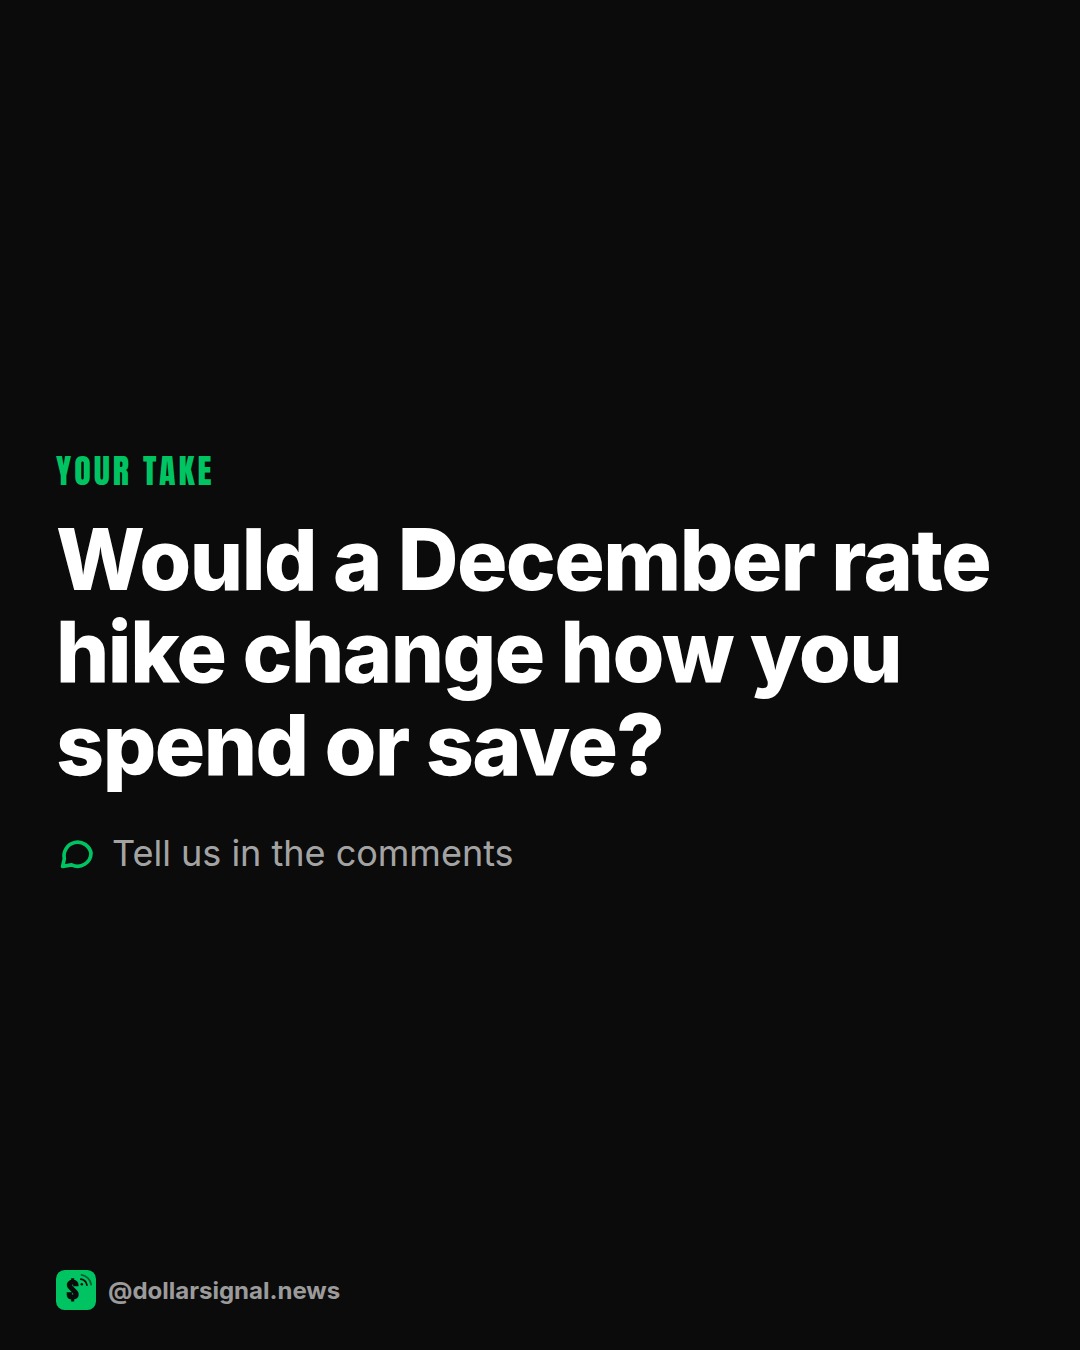 YOUR TAKE
Would a December rate
hike change how you
spend or save?
Tell us in the comments
$ @dollarsignal.news